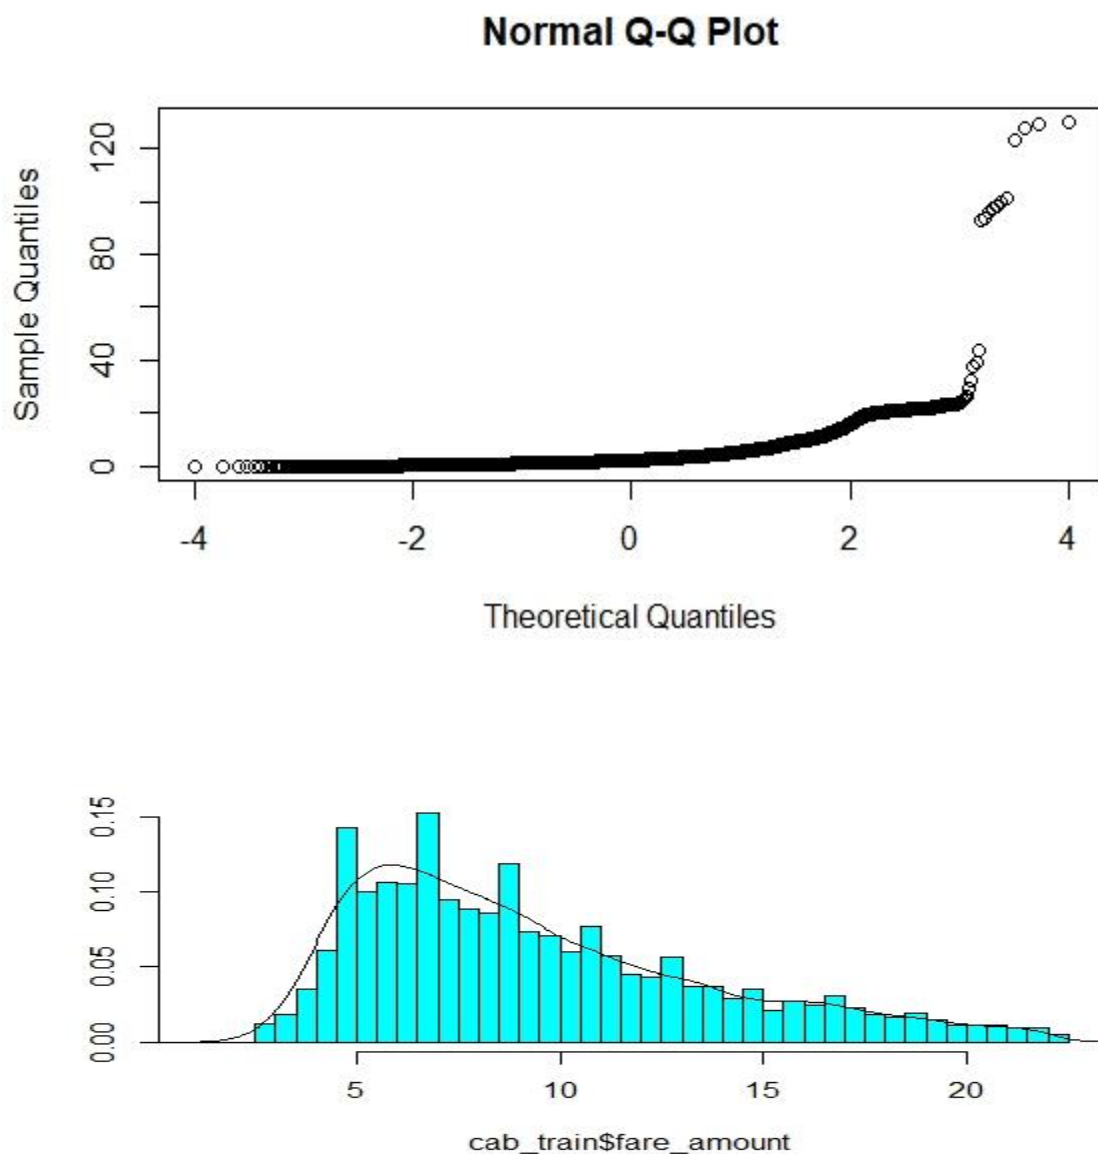 Normal Q-Q Plot
Sample Quantiles
120
80
40
0
-4 -2 0 2 4
Theoretical Quantiles
0.15
0.10
0.05
0.00
5 10 15 20
cab_train$fare_amount